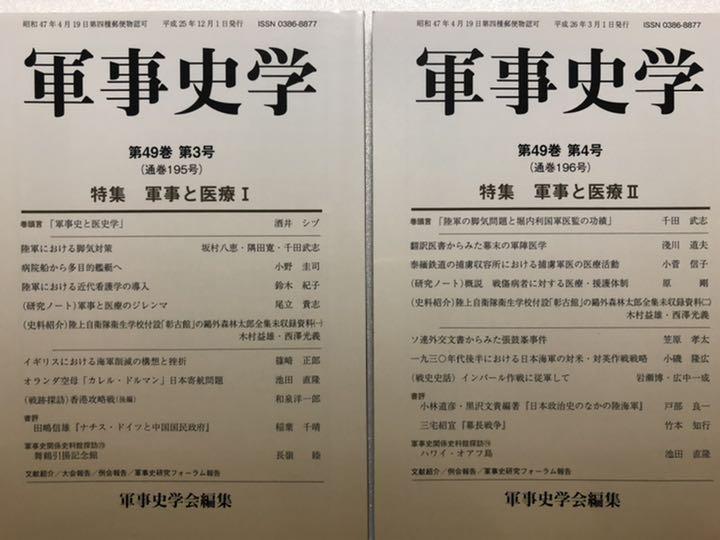 昭和47年4月19日第四種郵便物認可 平成25年12月1日発行 ISSN 0386-8877
軍事史学
第49巻 第3号
(通巻195号)
特集 軍事と医療Ⅰ
巻頭言 「軍事史と医史学」 酒井 シヅ
陸軍における脚気対策 坂村八恵・隅田寛・千田武志
病院船から多目的艦艇へ 小野 圭司
陸軍における近代看護学の導入 鈴木 紀子
(研究ノート)軍事と医療のジレンマ 尾立 貴志
(史料紹介)陸上自衛隊衛生学校付設「彰古館」の鷗外森林太郎全集未収録資料(一)
木村益雄・西澤光義
イギリスにおける海軍削減の構想と挫折 篠﨑 正郎
オランダ空母「カレル・ドルマン」日本寄航問題 池田 直隆
(戦跡探訪)香港攻略戦(後編) 和泉洋一郎
書評
田嶋信雄『ナチス・ドイツと中国国民政府』 稲葉 千晴
軍事史関係史料館探訪
舞鶴引揚記念館 長嶺 睦
文献紹介/大会報告/例会報告/軍事史研究フォーラム報告
軍事史学会編集
昭和47年4月19日第四種郵便物認可 平成26年3月1日発行 ISSN 0386-8877
軍事史学
第49巻 第4号
(通巻196号)
特集 軍事と医療Ⅱ
巻頭言 「陸軍の脚気問題と堀内利国軍医監の功績」 千田 武志
翻訳医書からみた幕末の軍陣医学 淺川 道夫
泰緬鉄道の捕虜収容所における捕虜軍医の医療活動 小菅 信子
(研究ノート)概説 戦傷病者に対する医療・援護体制 原 剛
(史料紹介)陸上自衛隊衛生学校付設「彰古館」の鷗外森林太郎全集未収録資料(二)
木村益雄・西澤光義
ソ連外交文書からみた張鼓峯事件 笠原 孝太
一九三〇年代後半における日本海軍の対米・対英作戦戦略 小磯 隆広
(戦史史話) インパール作戦に従軍して 岩瀬博・広中一成
書評
小林道彦・黒沢文貴編著『日本政治史のなかの陸海軍』 戸部 良一
三宅紹宣『幕長戦争』 竹本 知行
軍事史関係史料館探訪
ハワイ・オアフ島 池田 直隆
文献紹介/例会報告/軍事史研究フォーラム報告
軍事史学会編集